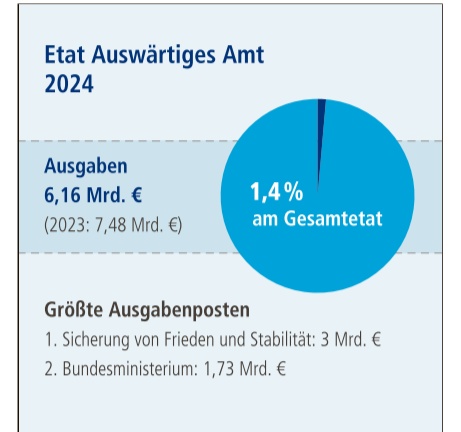 Etat Auswärtiges Amt
2024
Ausgaben
6,16 Mrd. €
(2023: 7,48 Mrd. €)
1,4 %
am Gesamtetat
Größte Ausgabenposten
1. Sicherung von Frieden und Stabilität: 3 Mrd. €
2. Bundesministerium: 1,73 Mrd. €